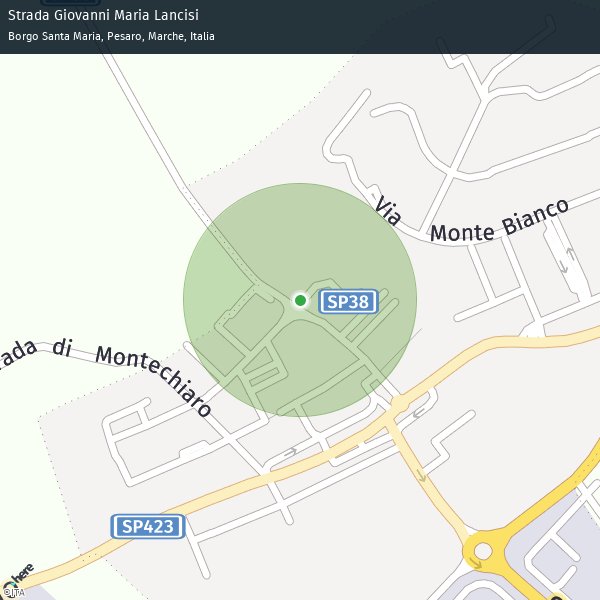 Strada Giovanni Maria Lancisi
Borgo Santa Maria, Pesaro, Marche, Italia
Via Monte Bianco
SP38
rada di Montechiaro
SP423
here